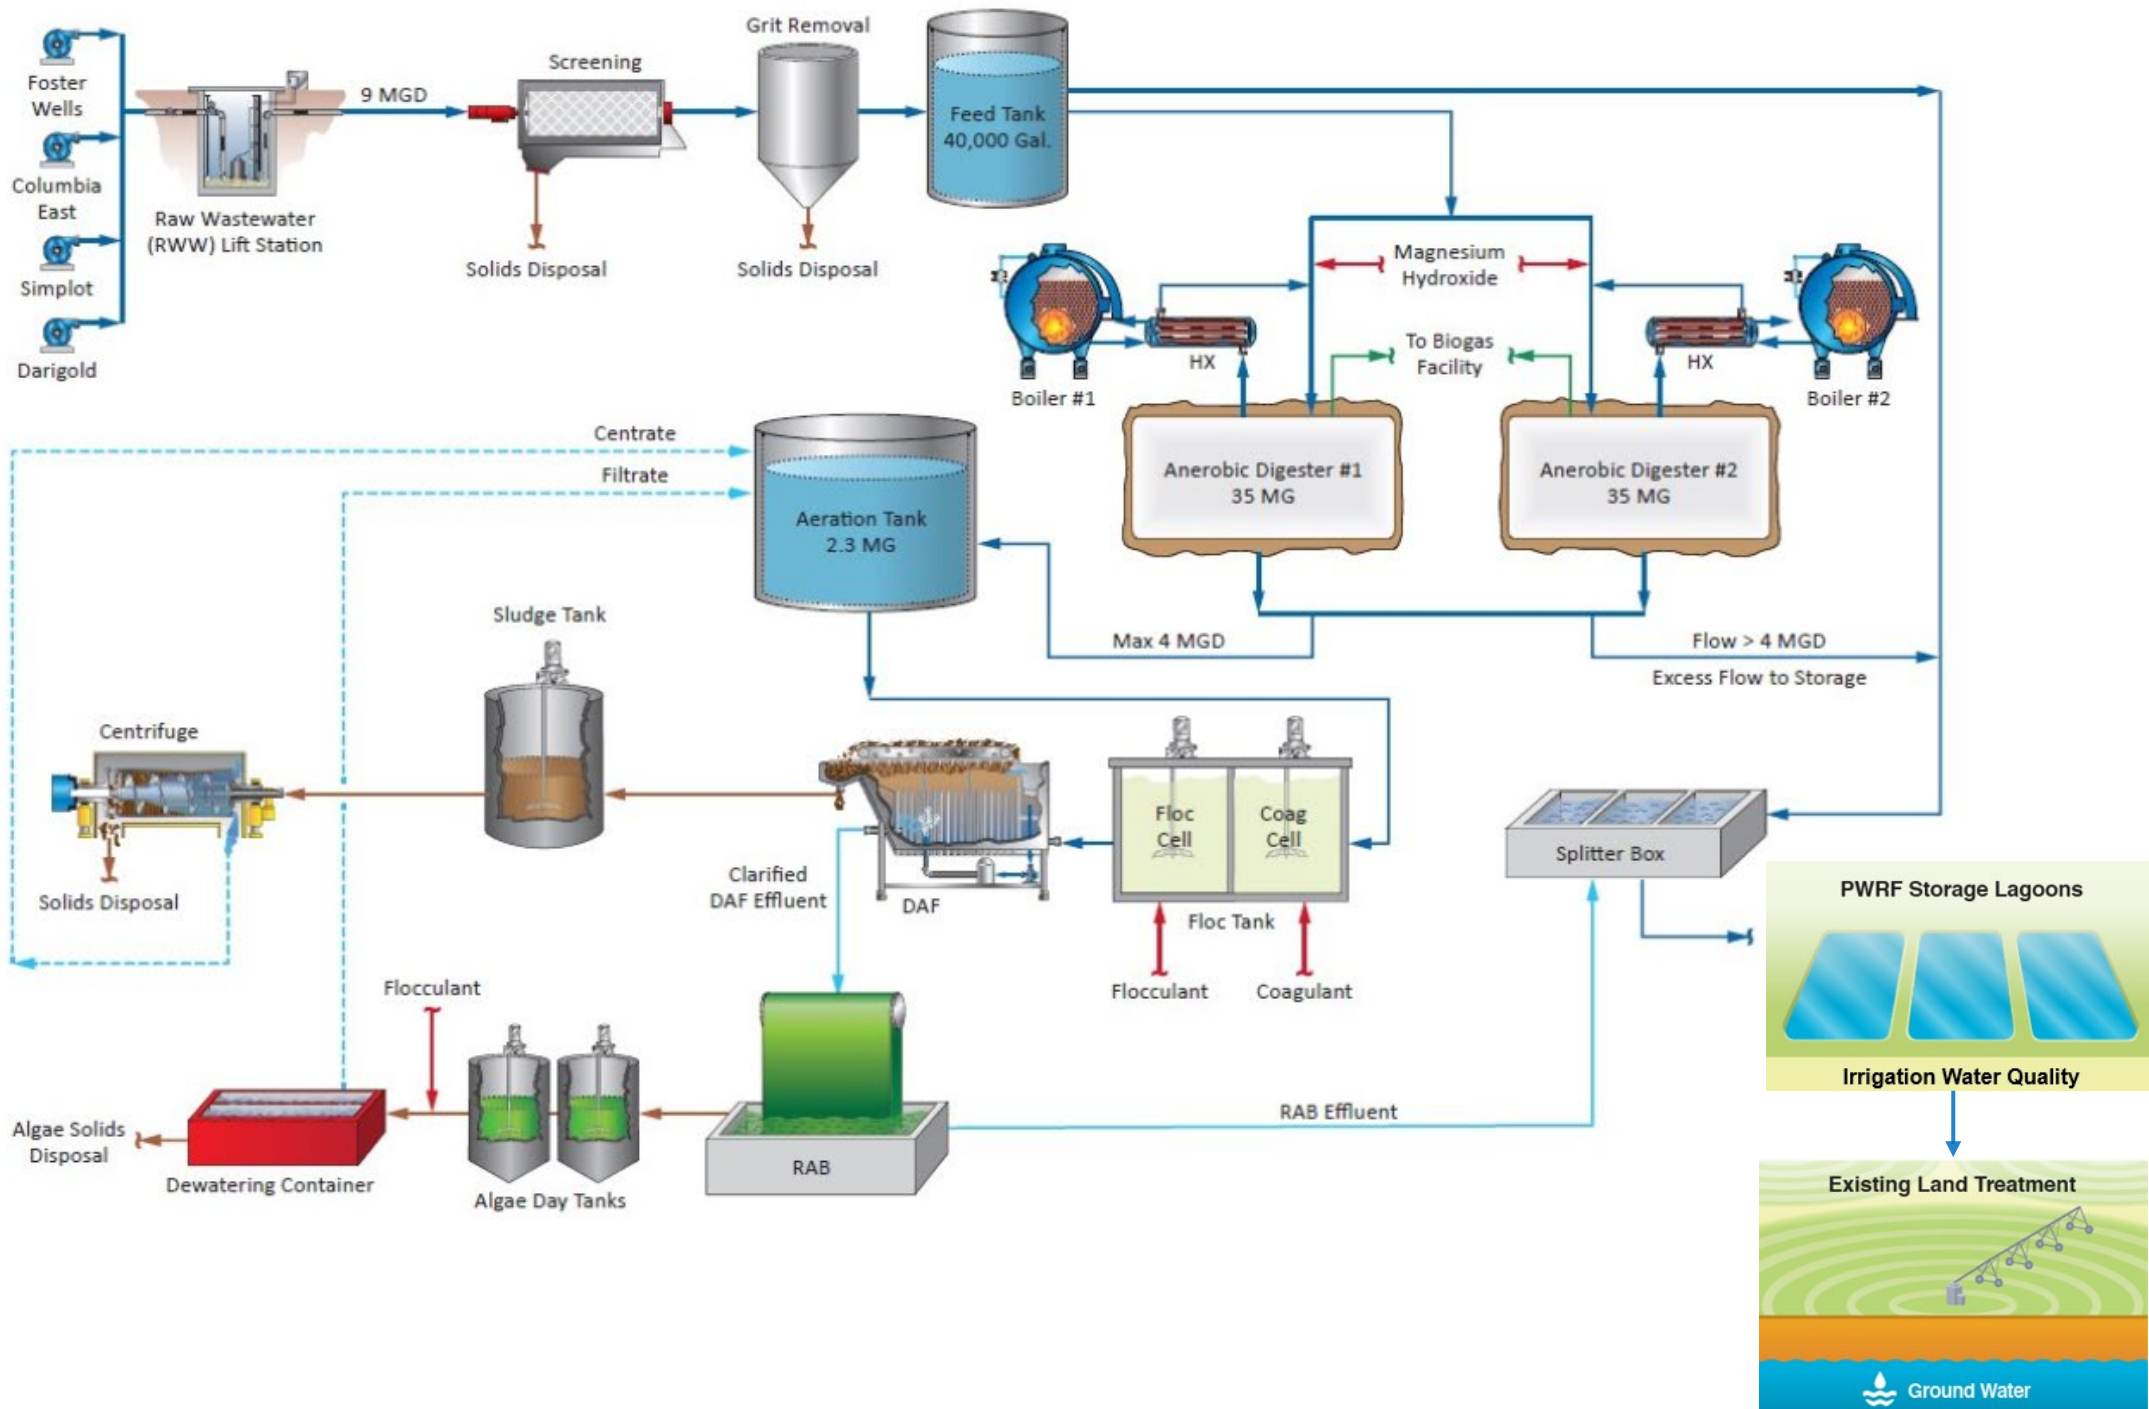 Foster
Wells
Columbia
East
Simplot
Darigold
Raw Wastewater
(RWW) Lift Station
9 MGD
Screening
Solids Disposal
Grit Removal
Solids Disposal
Feed Tank
40,000 Gal.
Magnesium
Hydroxide
To Biogas
Facility
HX
Boiler #1
HX
Boiler #2
Anerobic Digester #1
35 MG
Anerobic Digester #2
35 MG
Centrate
Filtrate
Aeration Tank
2.3 MG
Max 4 MGD
Flow > 4 MGD
Excess Flow to Storage
Sludge Tank
Centrifuge
Solids Disposal
Clarified
DAF Effluent
DAF
Floc
Cell
Coag
Cell
Floc Tank
Flocculant
Coagulant
Splitter Box
PWRF Storage Lagoons
Irrigation Water Quality
Flocculant
Algae Solids
Disposal
Dewatering Container
Algae Day Tanks
RAB
RAB Effluent
Existing Land Treatment
Ground Water